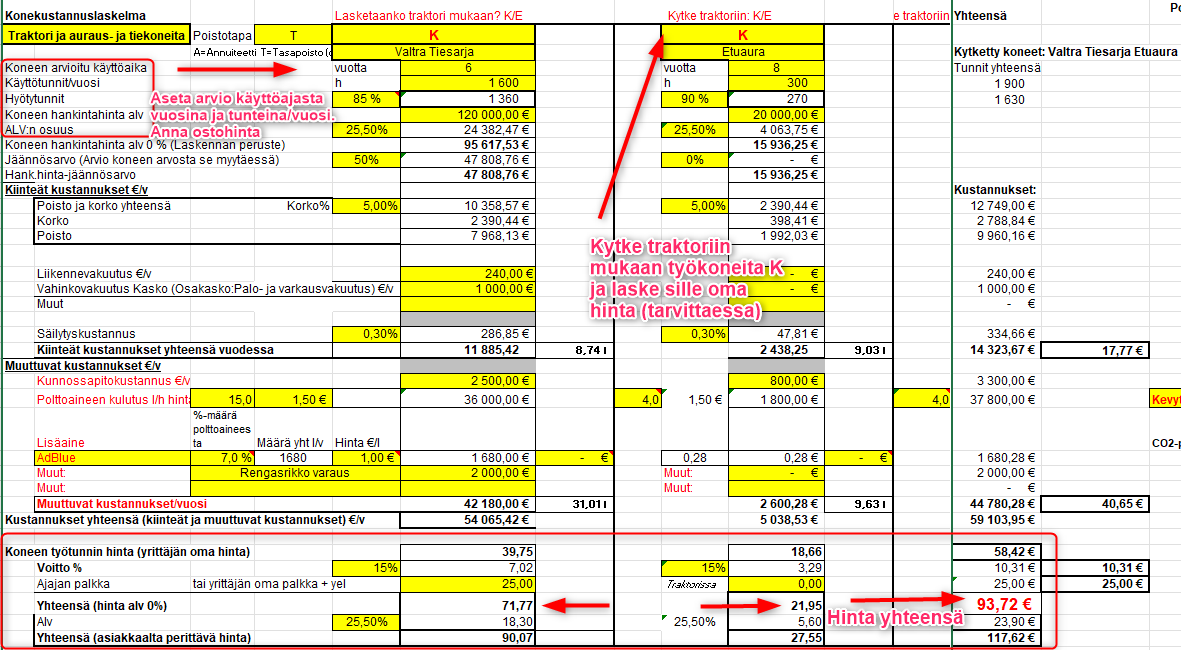 Konekustannuslaskelma Lasketaanko traktori mukaan? K/E Kytke traktoriin: K/E e traktoriin Yhteensä
Traktori ja auraus- ja tiekoneita Poistotapa T K K
A=Annuiteetti T=Tasapoisto Valtra Tiesarja Etuaura Kytketty koneet: Valtra Tiesarja Etuaura
Koneen arvioitu käyttöaika vuotta 6 vuotta 8 Tunnit yhteensä
Käyttötunnit/vuosi h 1 600 h 300 1 900
Hyötytunnit 85 % 1 360 90 % 270 1 630
Koneen hankintahinta alv 120 000,00 € 20 000,00 €
ALV:n osuus 25,50% 24 382,47 € 25,50% 4 063,75 €
Aseta arvio käyttöajasta
vuosina ja tunteina/vuosi.
Anna ostohinta
Koneen hankintahinta alv 0 % (Laskennan peruste) 95 617,53 € 15 936,25 €
Jäännösarvo (Arvio koneen arvosta se myytäessä) 50% 47 808,76 € 0% - €
Hank.hinta-jäännösarvo 47 808,76 € 15 936,25 €
Kiinteät kustannukset €/v Kustannukset:
Poisto ja korko yhteensä Korko% 5,00% 10 358,57 € 5,00% 2 390,44 € 12 749,00 €
Korko 2 390,44 € 398,41 € 2 788,84 €
Poisto 7 968,13 € 1 992,03 € 9 960,16 €
Kytke traktoriin
mukaan työkoneita K
ja laske sille oma
hinta (tarvittaessa)
Liikennevakuutus €/v 240,00 € - € 240,00 €
Vahinkovakuutus Kasko (Osakasko:Palo- ja varkausvakuutus) €/v 1 000,00 € - € 1 000,00 €
Muut - €
Säilytyskustannus 0,30% 286,85 € 0,30% 47,81 € 334,66 €
Kiinteät kustannukset yhteensä vuodessa 11 885,42 8,74 2 438,25 9,03 14 323,67 € 17,77 €
Muuttuvat kustannukset €/v
Kunnossapitokustannus €/v 2 500,00 € 800,00 € 3 300,00 €
Polttoaineen kulutus l/h hinta 15,0 1,50 € 36 000,00 € 4,0 1,50 € 1 800,00 € 4,0 37 800,00 € Kevyt
%-määrä
polttoainees
Lisäaine ta Määrä yht l/v Hinta €/l CO2-p
AdBlue 7,0 % 1680 1,00 € 1 680,00 € - € 0,28 0,28 € - € 1 680,28 €
Muut: Rengasrikko varaus 2 000,00 € Muut: - € 2 000,00 €
Muut: Muut: - €
Muuttuvat kustannukset/vuosi 42 180,00 € 31,01 2 600,28 € 9,63 44 780,28 € 40,65 €
Kustannukset yhteensä (kiinteät ja muuttuvat kustannukset) €/v 54 065,42 € 5 038,53 € 59 103,95 €
Koneen työtunnin hinta (yrittäjän oma hinta) 39,75 18,66 58,42 €
Voitto % 15% 7,02 15% 3,29 10,31 € 10,31 €
Ajajan palkka tai yrittäjän oma palkka + yel 25,00 Traktorissa 0,00 25,00 € 25,00 €
Yhteensä (hinta alv 0%) 71,77 21,95 93,72 €
Hinta yhteensä
Alv 25,50% 18,30 25,50% 5,60 23,90 €
Yhteensä (asiakkaalta perittävä hinta) 90,07 27,55 117,62 €